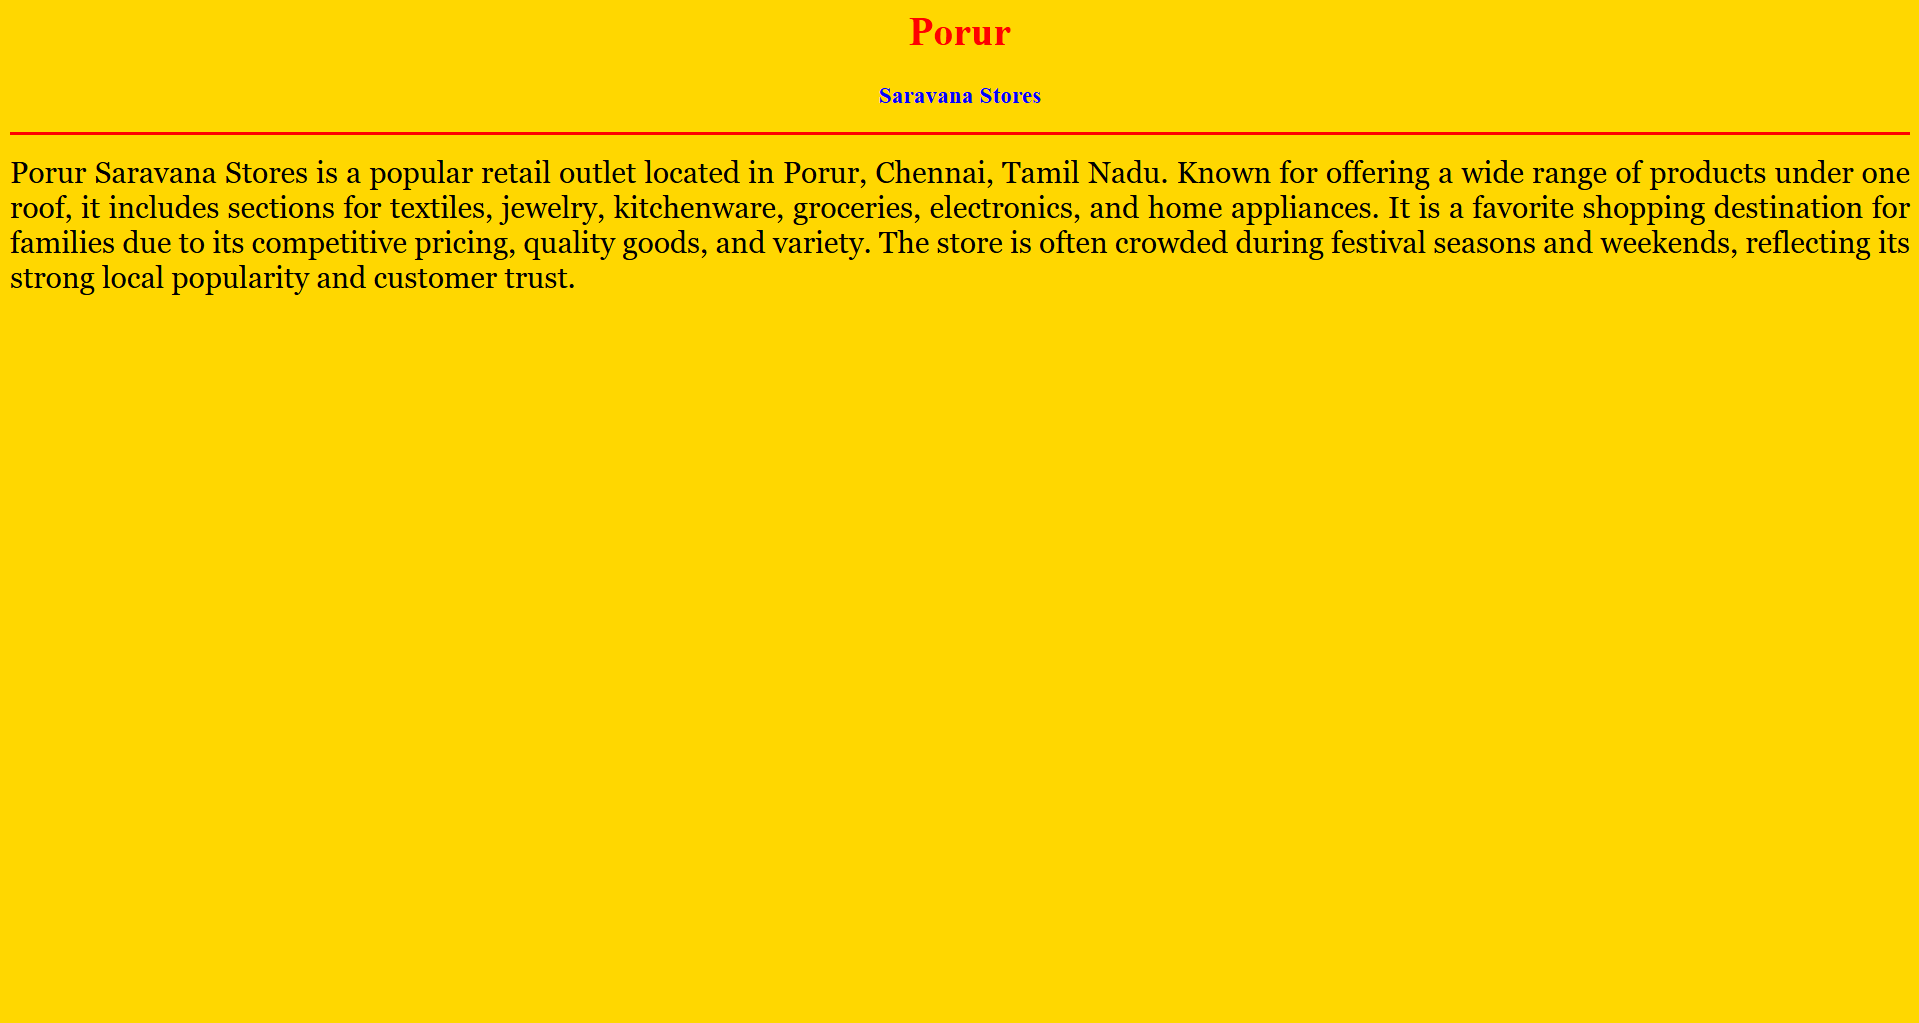 Porur
Saravana Stores
Porur Saravana Stores is a popular retail outlet located in Porur, Chennai, Tamil Nadu. Known for offering a wide range of products under one
roof, it includes sections for textiles, jewelry, kitchenware, groceries, electronics, and home appliances. It is a favorite shopping destination for
families due to its competitive pricing, quality goods, and variety. The store is often crowded during festival seasons and weekends, reflecting its
strong local popularity and customer trust.